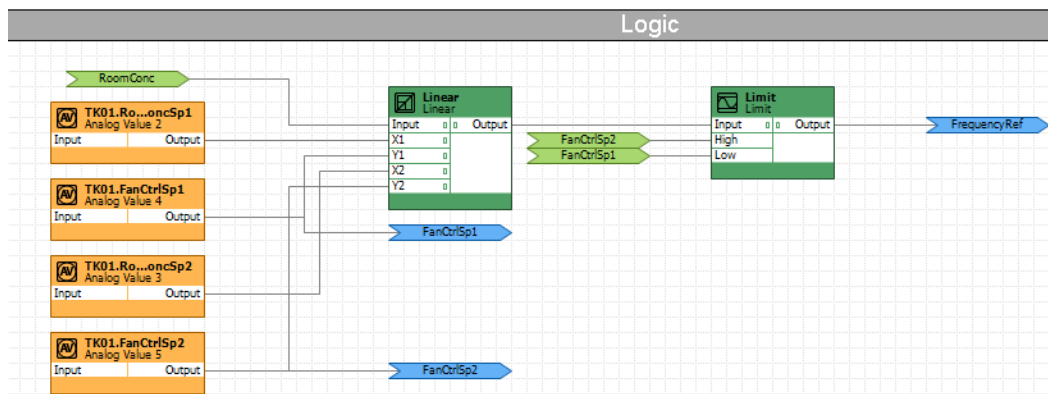 Logic
RoomConc
TK01.Ro...oncSp1
Analog Value 2
Input Output
TK01.FanCtrlSp1
Analog Value 4
Input Output
TK01.Ro...oncSp2
Analog Value 3
Input Output
TK01.FanCtrlSp2
Analog Value 5
Input Output
Linear
Linear
Input Output
X1
Y1
X2
Y2
FanCtrlSp1
FanCtrlSp2
FanCtrlSp2
FanCtrlSp1
Limit
Limit
Input Output
High
Low
FrequencyRef